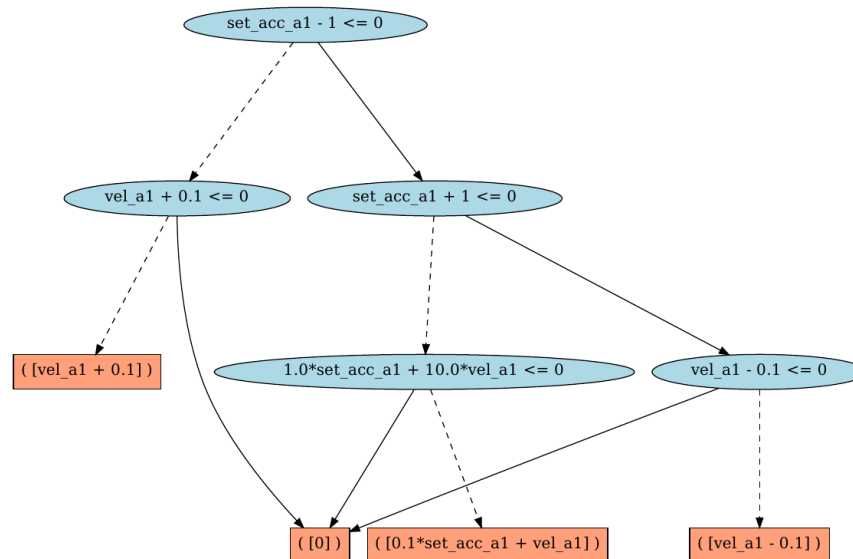 set_acc_a1 - 1 <= 0
vel_a1 + 0.1 <= 0
set_acc_a1 + 1 <= 0
( [vel_a1 + 0.1] )
1.0*set_acc_a1 + 10.0*vel_a1 <= 0
vel_a1 - 0.1 <= 0
( [0] )
( [0.1*set_acc_a1 + vel_a1] )
( [vel_a1 - 0.1] )